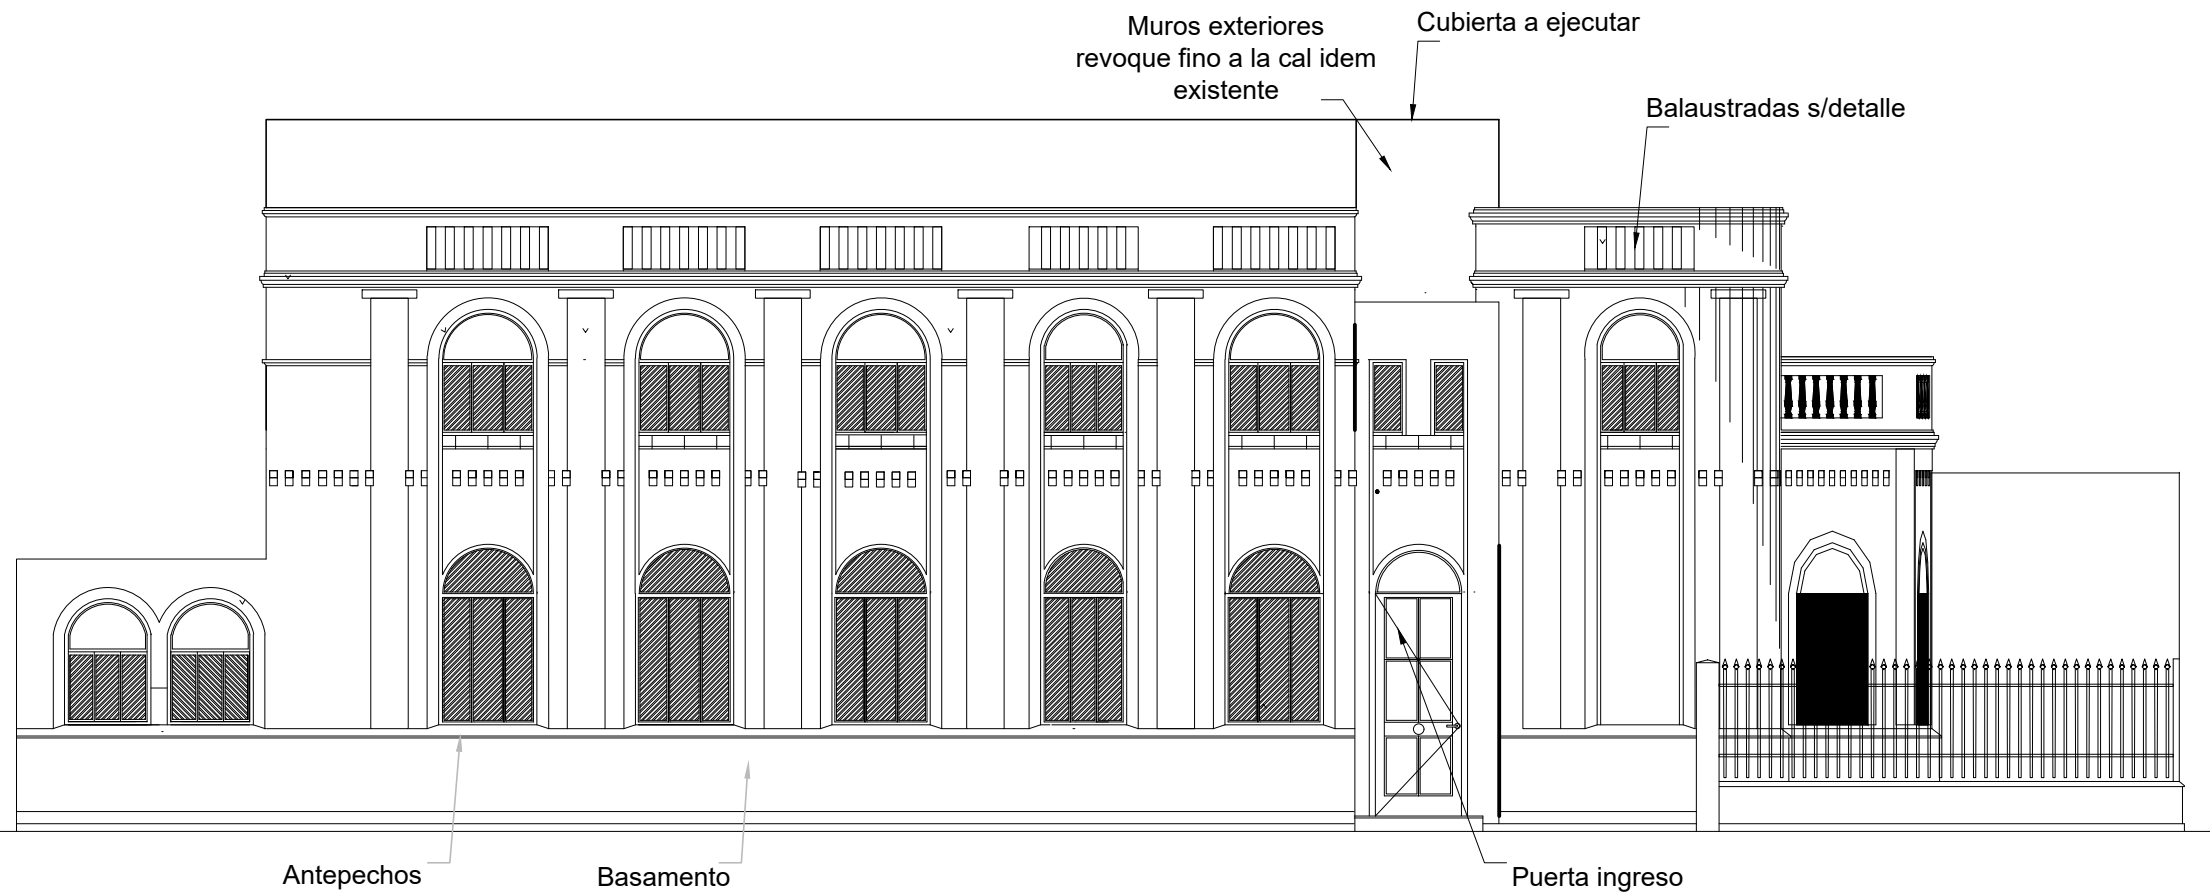 Muros exteriores
revoque fino a la cal idem
existente
Cubierta a ejecutar
Balaustradas s/detalle
Antepechos
Basamento
Puerta ingreso